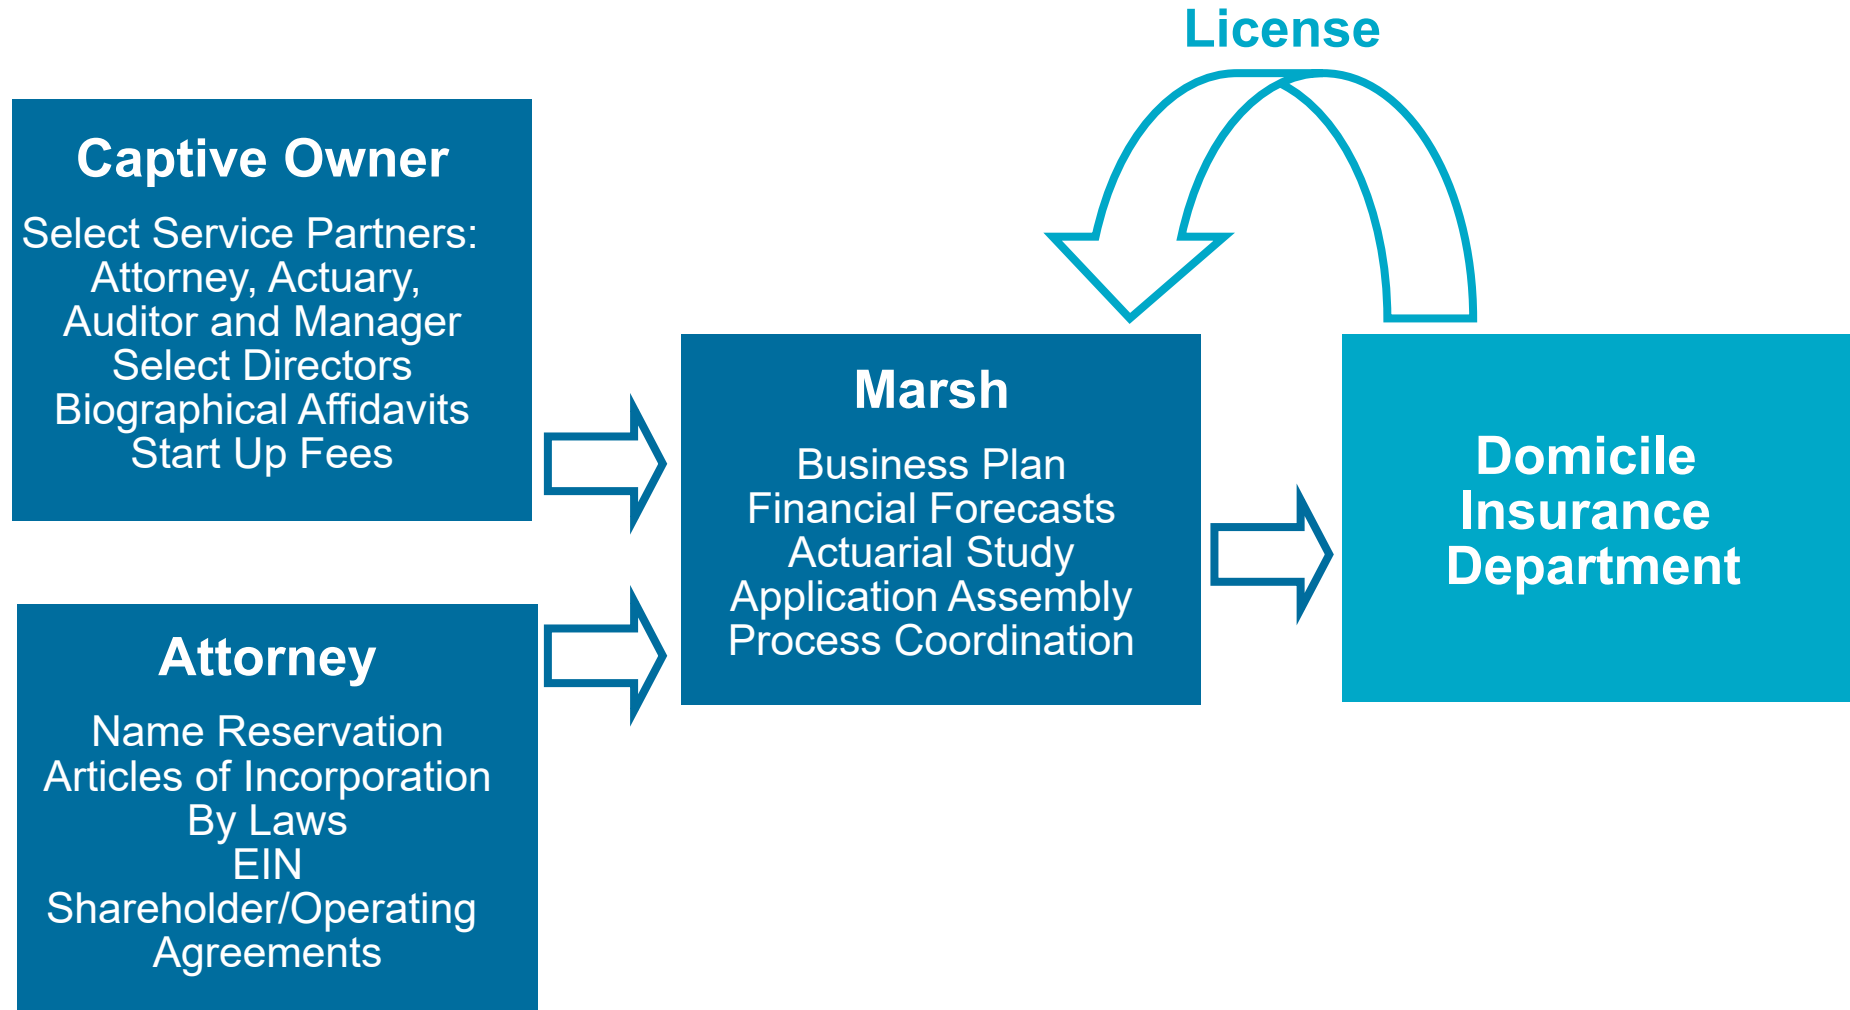 License
Captive Owner
Select Service Partners:
Attorney, Actuary,
Auditor and Manager
Select Directors
Biographical Affidavits
Start Up Fees
Attorney
Name Reservation
Articles of Incorporation
By Laws
EIN
Shareholder/Operating
Agreements
Marsh
Business Plan
Financial Forecasts
Actuarial Study
Application Assembly
Process Coordination
Domicile
Insurance
Department